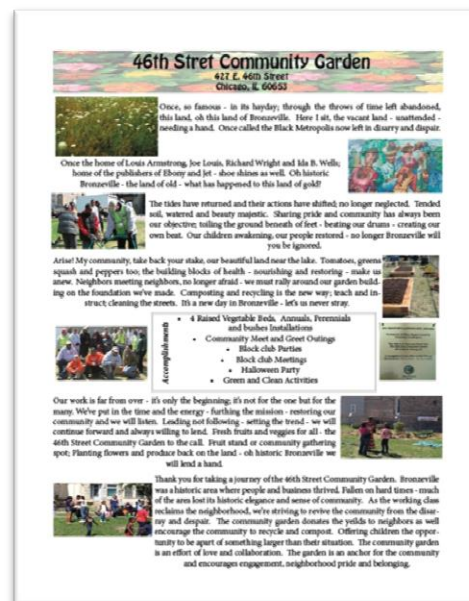 46th Stret Community Garden
427 E. 46th Street
Chicago, IL 60653
Once, so famous - in its hayday; through the throws of time left abandoned,
this land, oh this land of Bronzeville. Here I sit, the vacant land - unattended -
needing a hand. Once called the Black Metropolis now left in disarry and dispair.
Once the home of Louis Armstrong, Joe Louis, Richard Wright and Ida B. Wells;
home of the publishers of Ebony and Jet - shoe shines as well. Oh historic
Bronzeville - the land of old - what has happened to this land of gold?
The tides have returned and their actions have shifted; no longer neglected. Tended
soil, watered and beauty majestic. Sharing pride and community has always been
our objective; toiling the ground beneath of feet - beating our drums - creating our
own beat. Our children awakening, our people restored - no longer Bronzeville will
you be ignored.
Arise! My community, take back your stake, our beautiful land near the lake. Tomatoes, greens
squash and peppers too; the building blocks of health - nourishing and restoring - make us
anew. Neighbors meeting neighbors, no longer afraid - we must rally around our garden build-
ing on the foundation we've made. Composting and recycling is the new way; teach and in-
struct; cleaning the streets. It's a new day in Bronzeville - let's us never stray.
Accomplishments
• 4 Raised Vegetable Beds, Annuals, Perennials
and bushes Installations
• Community Meet and Greet Outings
• Block club Parties
• Block club Meetings
• Halloween Party
• Green and Clean Activities
Our work is far from over - it's only the beginning; it's not for the one but for the
many. We've put in the time and the energy - furthing the mission - restoring our
community and we will listen. Leading not following - setting the trend - we will
continue forward and always willing to lend. Fresh fruits and veggies for all - the
46th Street Community Garden to the call. Fruit stand or community gathering
spot; Planting flowers and produce back on the land - oh historic Bronzeville we
will lend a hand.
Thank you for taking a journey of the 46th Street Community Garden. Bronzeville
was a historic area where people and business thrived. Fallen on hard times - much
of the area lost its historic elegance and sense of community. As the working class
reclaims the neighborhood, we're striving to revive the community from the disar-
ray and despair. The community garden donates the yeilds to neighbors as well
encourage the community to recycle and compost. Offering children the oppor-
tunity to be apart of something larger than their situation. The community garden
is an effort of love and collaboration. The garden is an anchor for the community
and encourages engagement, neighborhood pride and belonging.